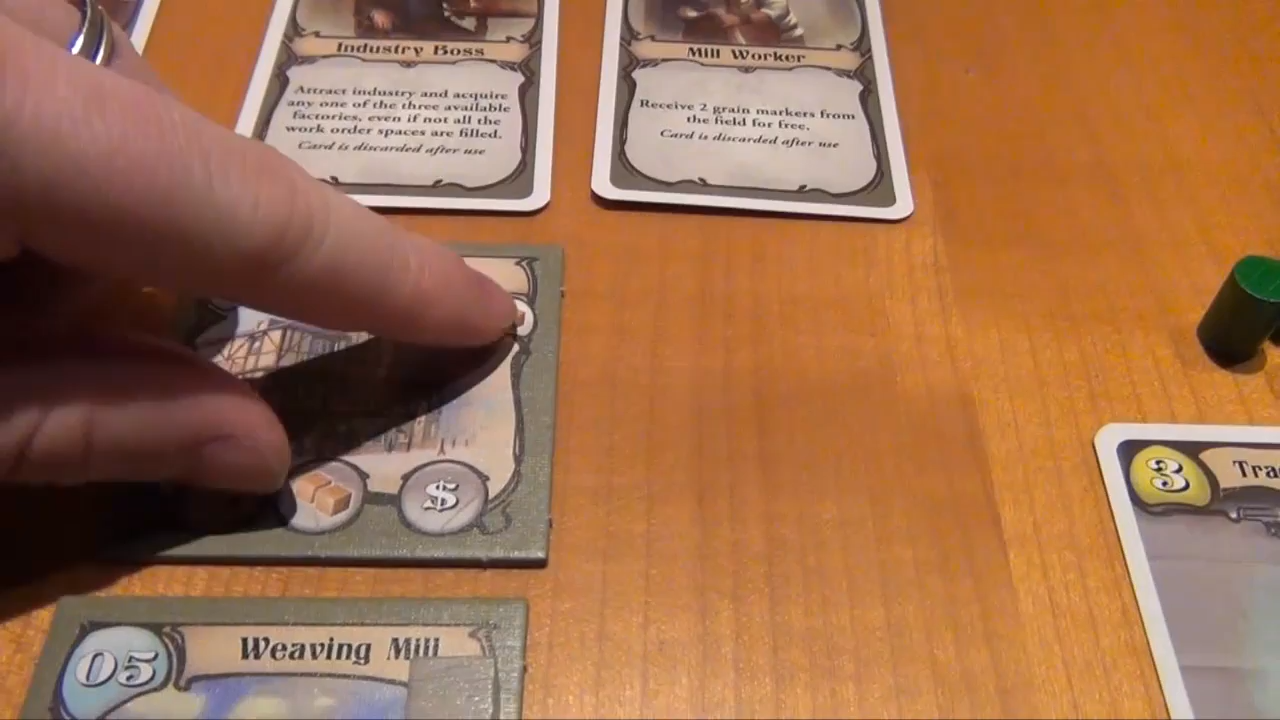 Industry Boss
Attract industry and acquire
any one of the three available
factories, even if not all the
work order spaces are filled.
Card is discarded after use
Mill Worker
Receive 2 grain markers from
the field for free.
Card is discarded after use
$
3
05
Weaving Mill